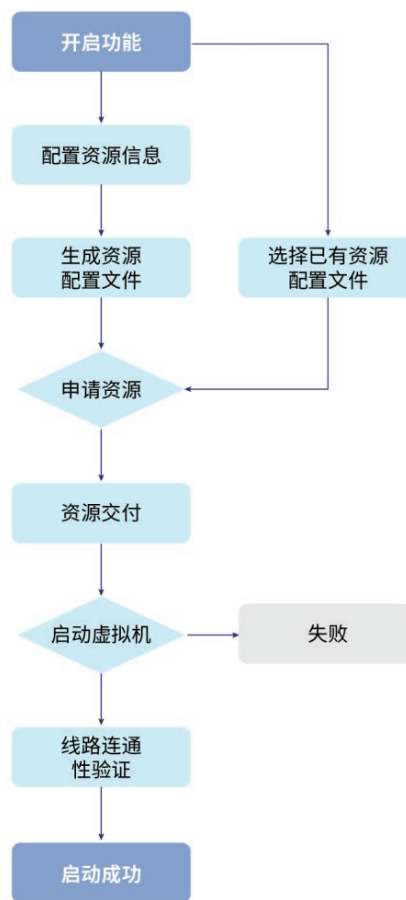 开启功能
配置资源信息
生成资源
配置文件
选择已有资源
配置文件
申请资源
资源交付
启动虚拟机
失败
线路连通
性验证
启动成功